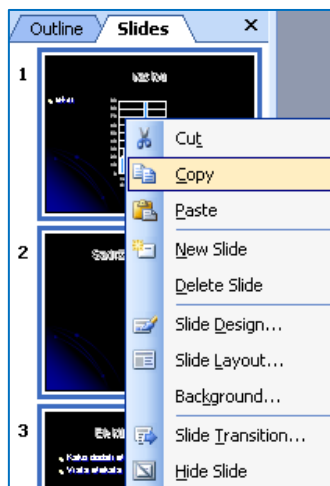 Outline Slides
1
Cut
Copy
Paste
2
New Slide
Delete Slide
Slide Design...
Slide Layout...
Background...
3
Slide Transition...
Hide Slide